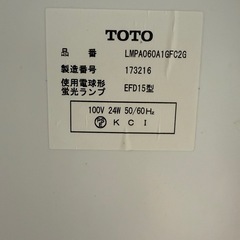 TOTO
品 番 LMPA060A1GFC2G
製造番号 173216
使用電球形
蛍光ランプ EFD15型
100V 24W 50/60Hz
KCI